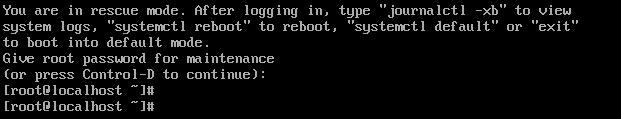 You are in rescue mode. After logging in, type "journalctl -xb" to view
system logs, "systemctl reboot" to reboot, "systemctl default" or "exit"
to boot into default mode.
Give root password for maintenance
(or press Control-D to continue):
[root@localhost ~]#
[root@localhost ~]#